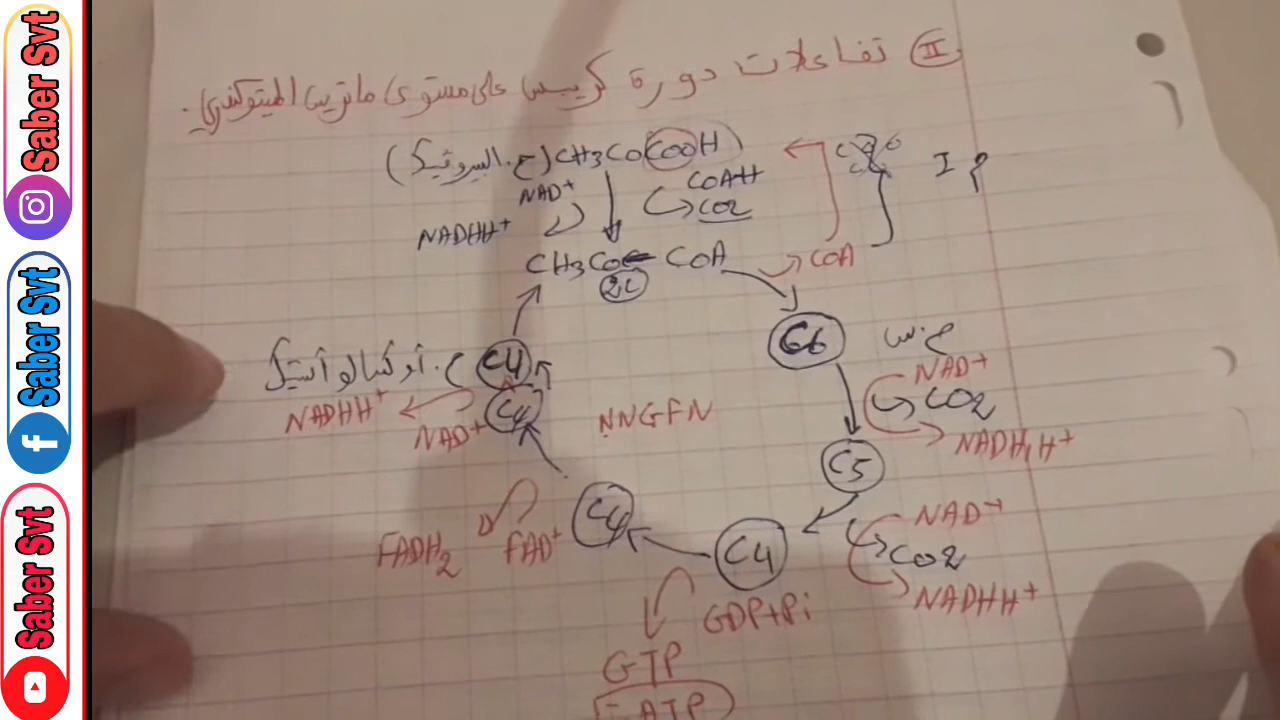 II تفاعلات دورة كريبس على مستوى ماتريس الميتوكندري.
CH3COCOOH (ح. البيروفيك)
NAD+
NADHH+
COAH
CO2
CH3CO COA
2C
COA
C6
NAD+
CO2
NADH,H+
C5
NAD+
CO2
NADHH+
C4
GDP+Pi
GTP
ATP
C4
FAD+
FADH2
C4
NAD+
NADHH+
C4 ح. أوكسالو أستيك
NNGFN
Saber Svt
Saber Svt
Saber Svt